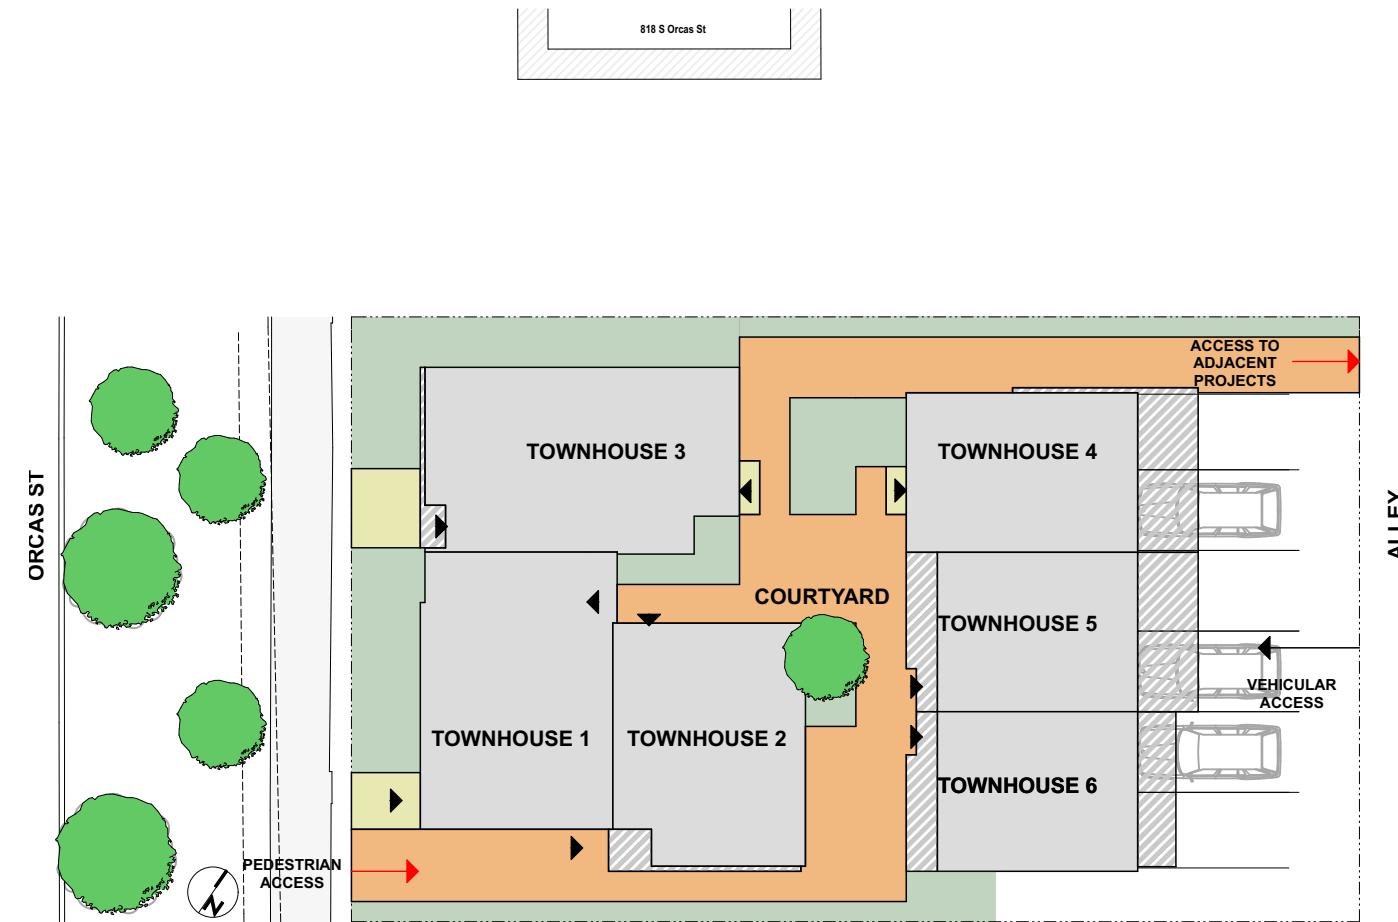 818 S Orcas St
ACCESS TO
ADJACENT
PROJECTS
TOWNHOUSE 3
TOWNHOUSE 4
ORCAS ST
ALLEY
COURTYARD
TOWNHOUSE 5
VEHICULAR
ACCESS
TOWNHOUSE 1
TOWNHOUSE 2
TOWNHOUSE 6
PEDESTRIAN
ACCESS
N